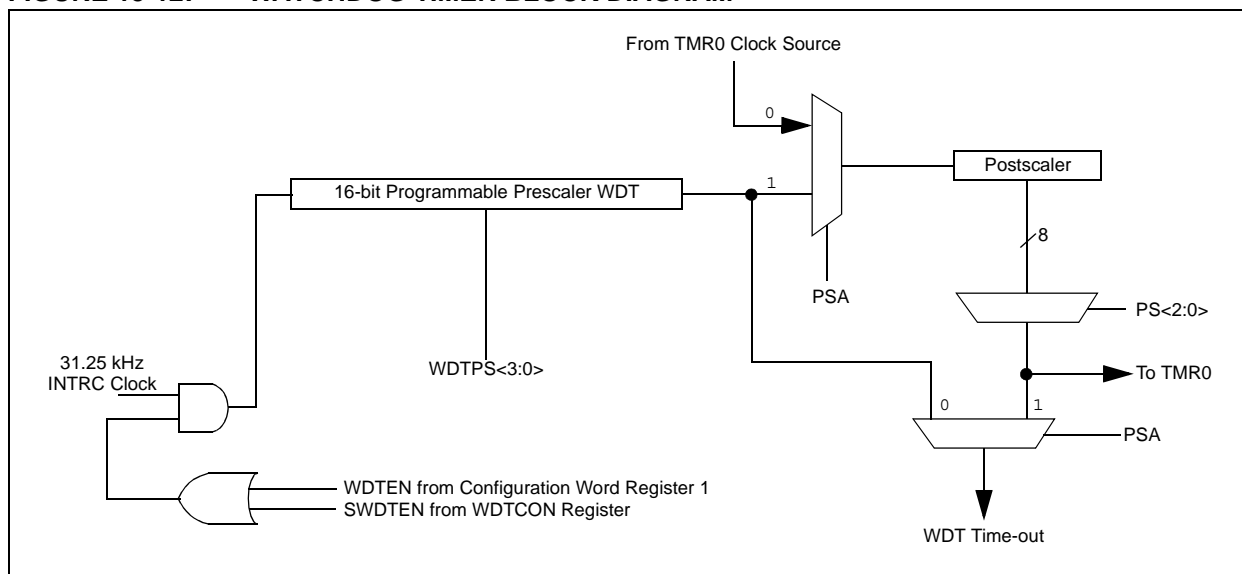 From TMR0 Clock Source
0
Postscaler
16-bit Programmable Prescaler WDT
1
8
PSA
PS<2:0>
31.25 kHz
INTRC Clock
WDTPS<3:0>
To TMR0
0
1
PSA
WDTEN from Configuration Word Register 1
SWDTEN from WDTCON Register
WDT Time-out